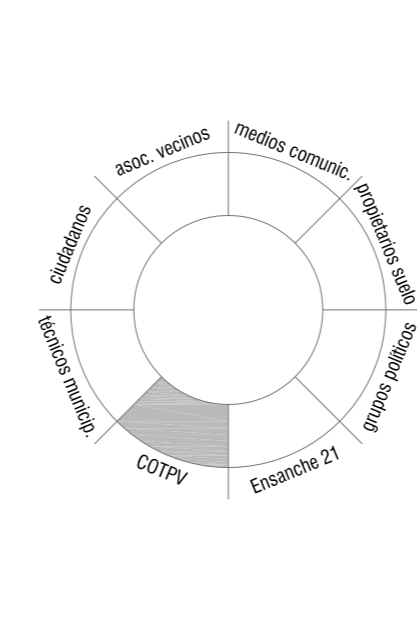 asoc. vecinos
medios comunic.
propietarios suelo
grupos políticos
Ensanche 21
COTPV
técnicos municip.
ciudadanos